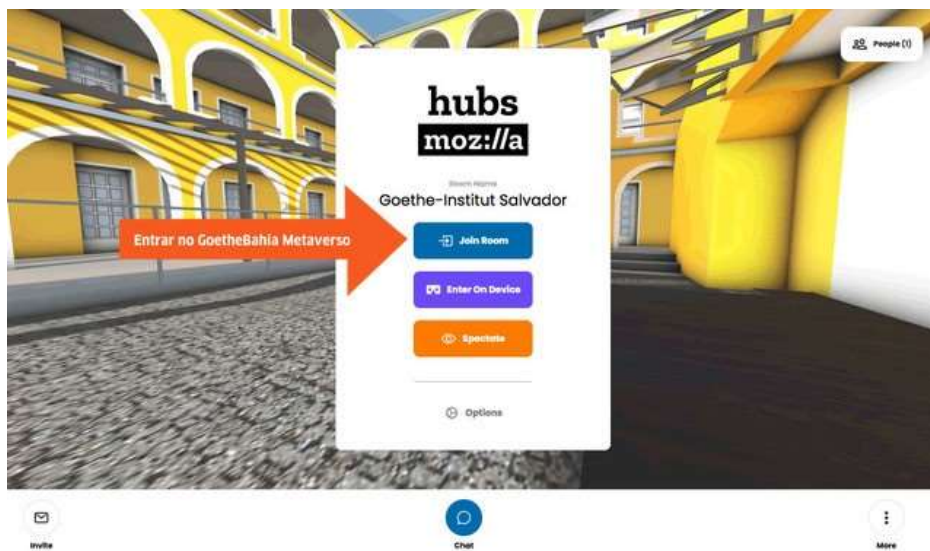 People (1)
hubs
moz://a
Room Name
Goethe-Institut Salvador
Entrar no GoetheBahia Metaverso
Join Room
Enter On Device
Spectate
Options
Invite
Chat
More